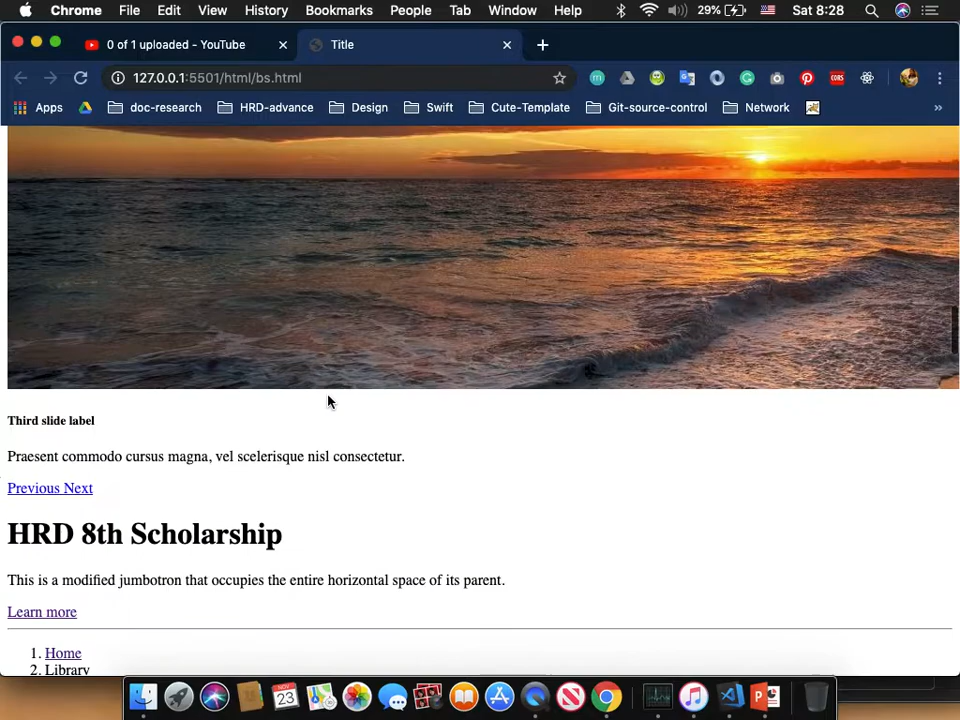 Chrome File Edit View History Bookmarks People Tab Window Help 29% Sat 8:28
0 of 1 uploaded - YouTube Title
127.0.0.1:5501/html/bs.html
CORS
Apps doc-research HRD-advance Design Swift Cute-Template Git-source-control Network »
Third slide label
Praesent commodo cursus magna, vel scelerisque nisl consectetur.
Previous Next
HRD 8th Scholarship
This is a modified jumbotron that occupies the entire horizontal space of its parent.
Learn more
1. Home
2. Library
NOV
23